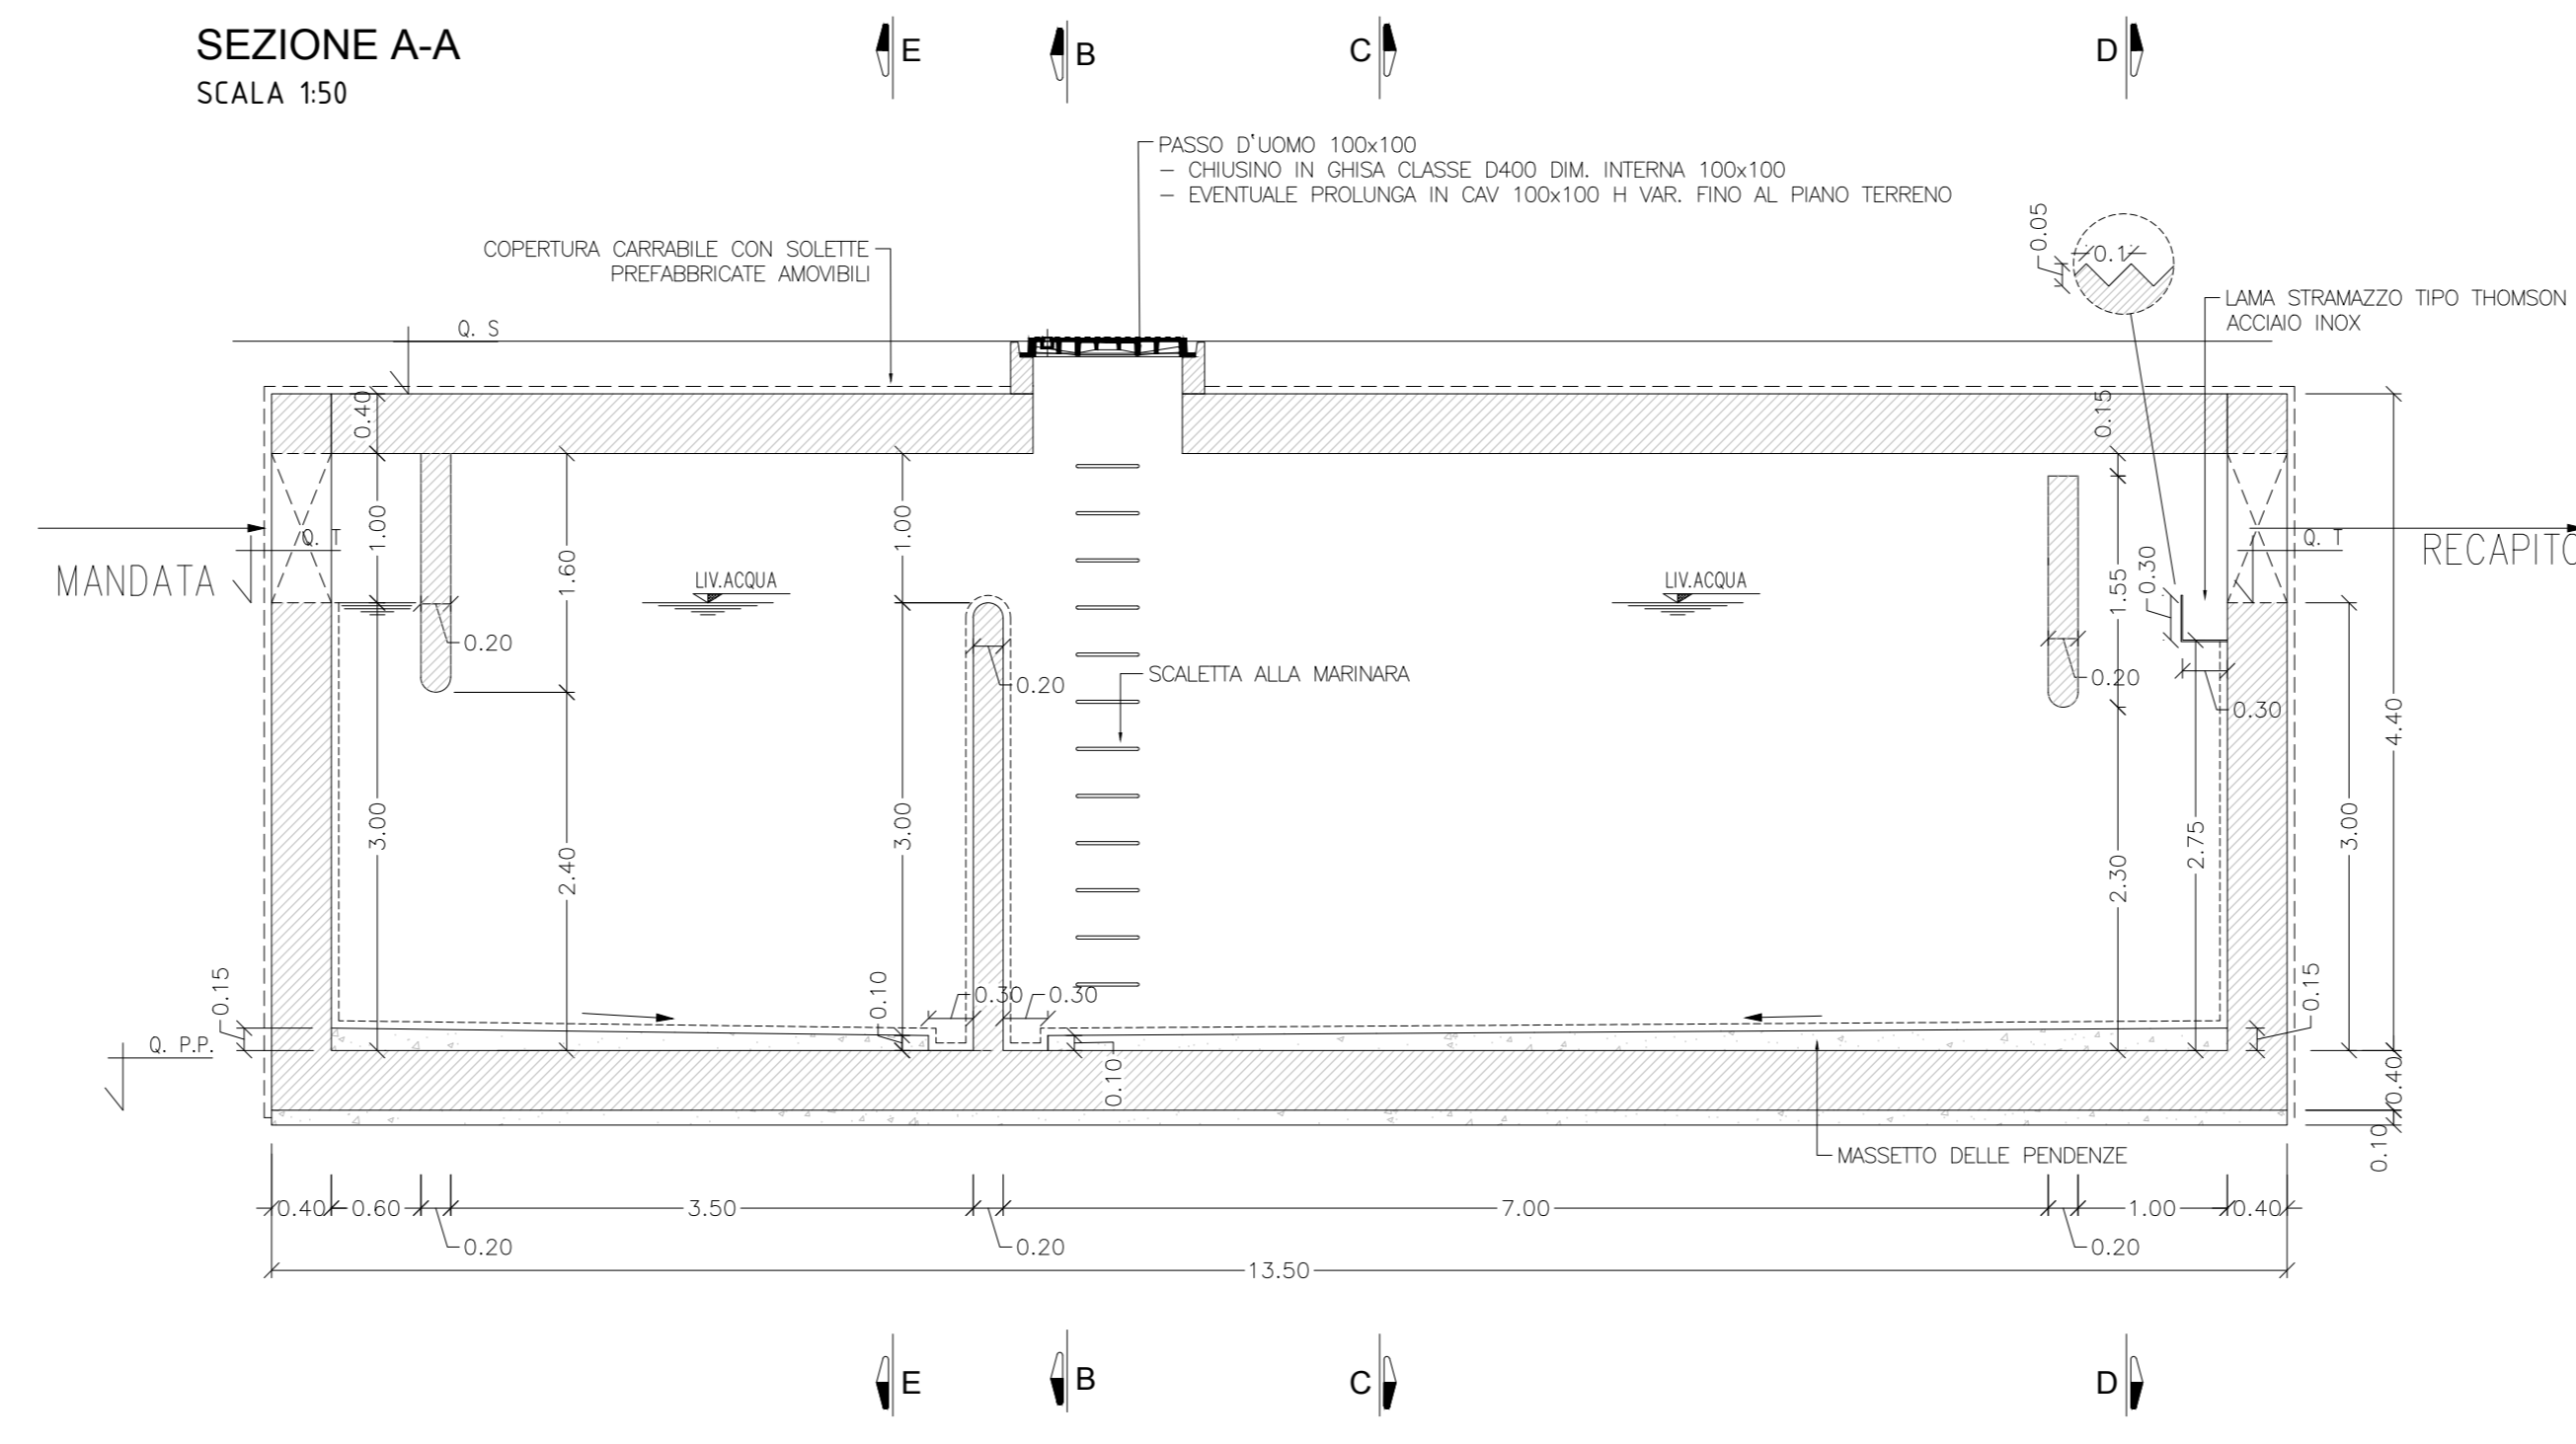 SEZIONE A-A
SCALA 1:50
E
B
C
D
PASSO D'UOMO 100x100
– CHIUSINO IN GHISA CLASSE D400 DIM. INTERNA 100x100
– EVENTUALE PROLUNGA IN CAV 100x100 H VAR. FINO AL PIANO TERRENO
COPERTURA CARRABILE CON SOLETTE
PREFABBRICATE AMOVIBILI
0.05
0.1
LAMA STRAMAZZO TIPO THOMSON
ACCIAIO INOX
Q. S
0.40
0.15
1.00
Q. T
MANDATA
1.60
1.00
LIV.ACQUA
LIV.ACQUA
1.55
0.30
Q. T
RECAPITO
0.20
0.20
SCALETTA ALLA MARINARA
0.20
0.30
4.40
3.00
2.40
3.00
2.30
2.75
3.00
0.15
0.10
0.30
0.30
0.15
Q. P.P.
0.10
0.40
0.10
MASSETTO DELLE PENDENZE
0.40
0.60
3.50
7.00
1.00
0.40
0.20
0.20
0.20
13.50
E
B
C
D